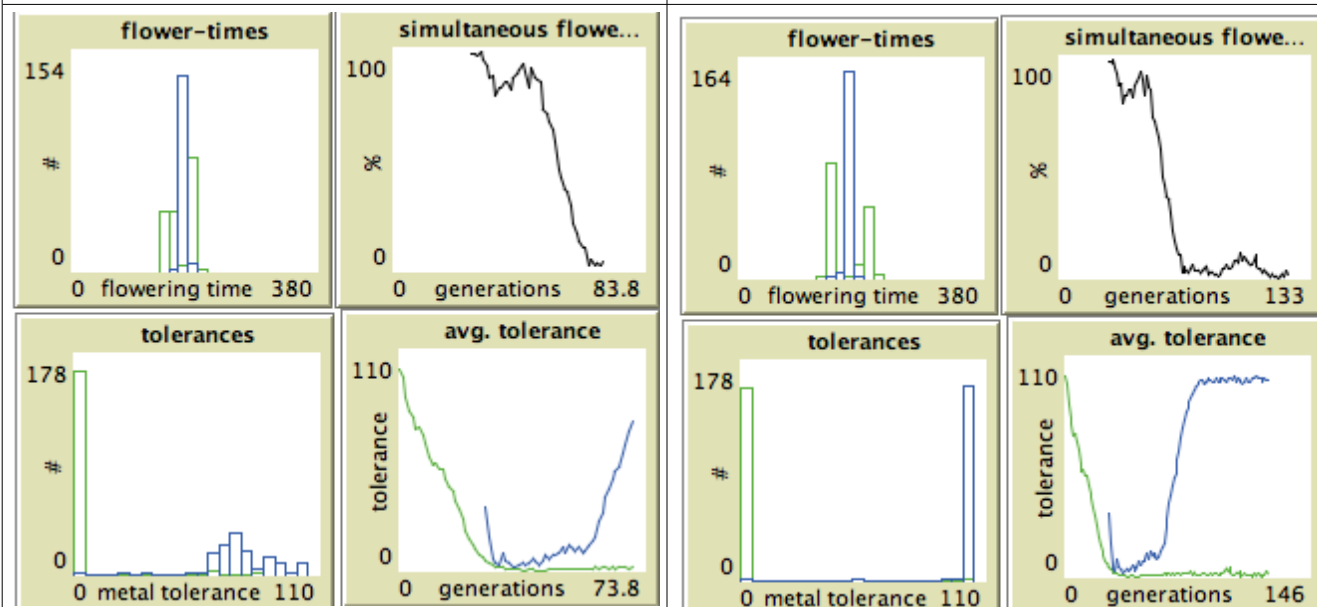 flower-times
154
#
0
0 flowering time 380
simultaneous flowe...
100
%
0
0 generations 83.8
tolerances
178
#
0
0 metal tolerance 110
avg. tolerance
110
tolerance
0
0 generations 73.8
flower-times
164
#
0
0 flowering time 380
simultaneous flowe...
100
%
0
0 generations 133
tolerances
178
#
0
0 metal tolerance 110
avg. tolerance
110
tolerance
0
0 generations 146